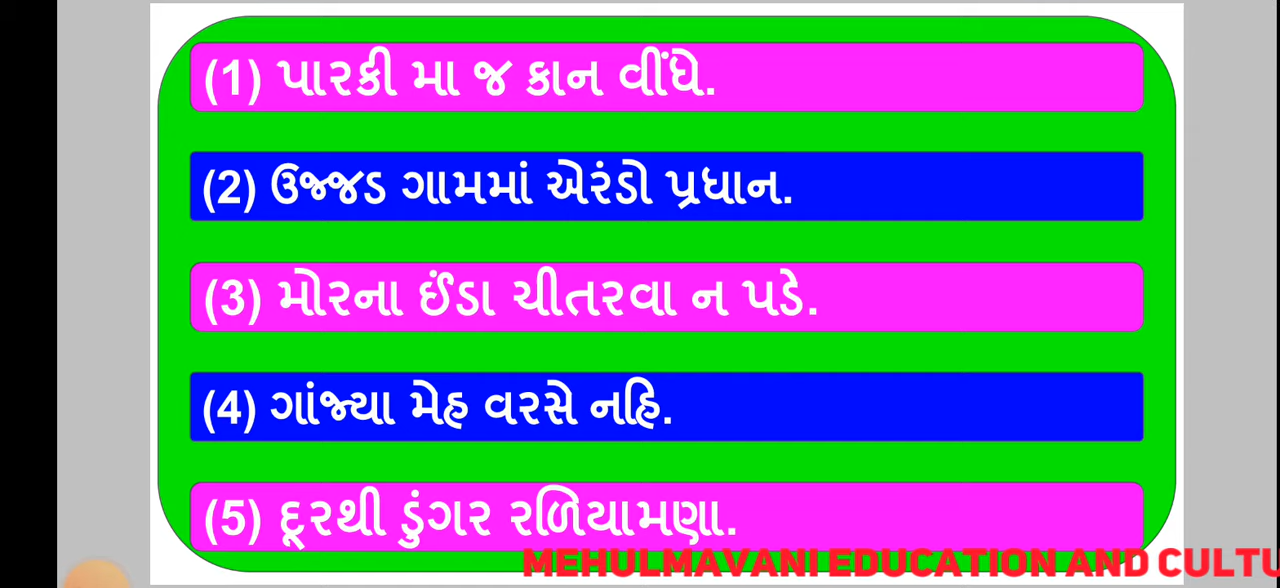 (1) પારકી મા જ કાન વીંધે.
(2) ઉજ્જડ ગામમાં એરંડો પ્રધાન.
(3) મોરના ઈંડા ચીતરવા ન પડે.
(4) ગાંજ્યા મેહ વરસે નહિ.
(5) દૂરથી ડુંગર રળિયામણા.
MEHULMAVANI EDUCATION AND CULTU